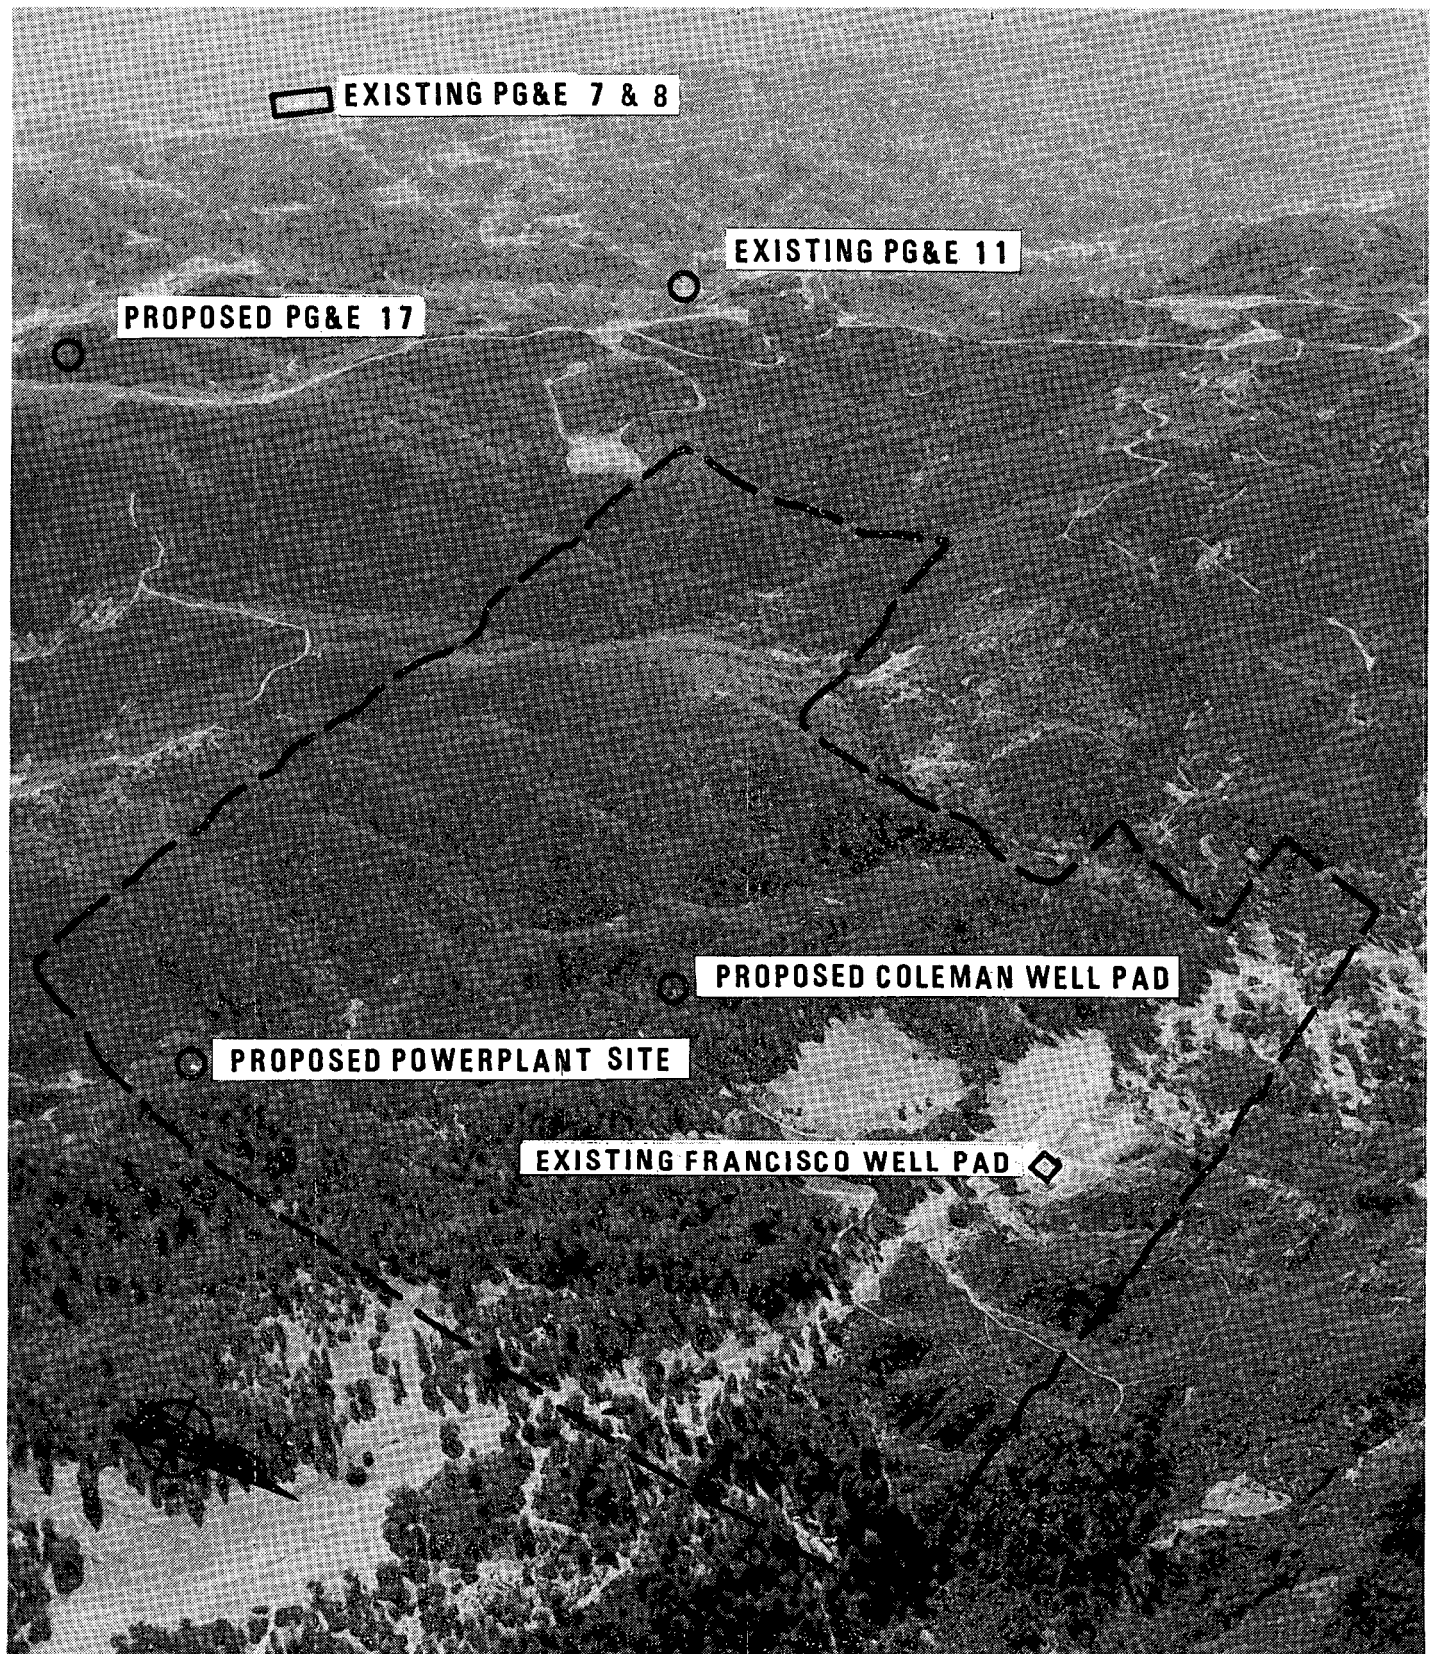 EXISTING PG&E 7 & 8
EXISTING PG&E 11
PROPOSED PG&E 17
PROPOSED COLEMAN WELL PAD
PROPOSED POWERPLANT SITE
EXISTING FRANCISCO WELL PAD